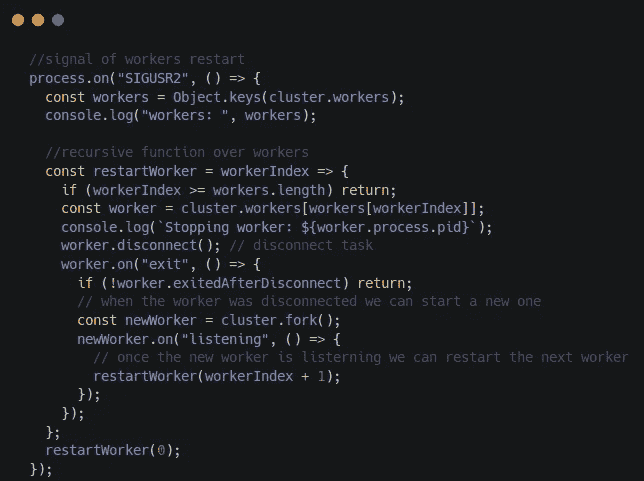 //signal of workers restart
process.on("SIGUSR2", () => {
  const workers = Object.keys(cluster.workers);
  console.log("workers: ", workers);

  //recursive function over workers
  const restartWorker = workerIndex => {
    if (workerIndex >= workers.length) return;
    const worker = cluster.workers[workers[workerIndex]];
    console.log(`Stopping worker: ${worker.process.pid}`);
    worker.disconnect(); // disconnect task
    worker.on("exit", () => {
      if (!worker.exitedAfterDisconnect) return;
      // when the worker was disconnected we can start a new one
      const newWorker = cluster.fork();
      newWorker.on("listening", () => {
        // once the new worker is listerning we can restart the next worker
        restartWorker(workerIndex + 1);
      });
    });
  };
  restartWorker(0);
});